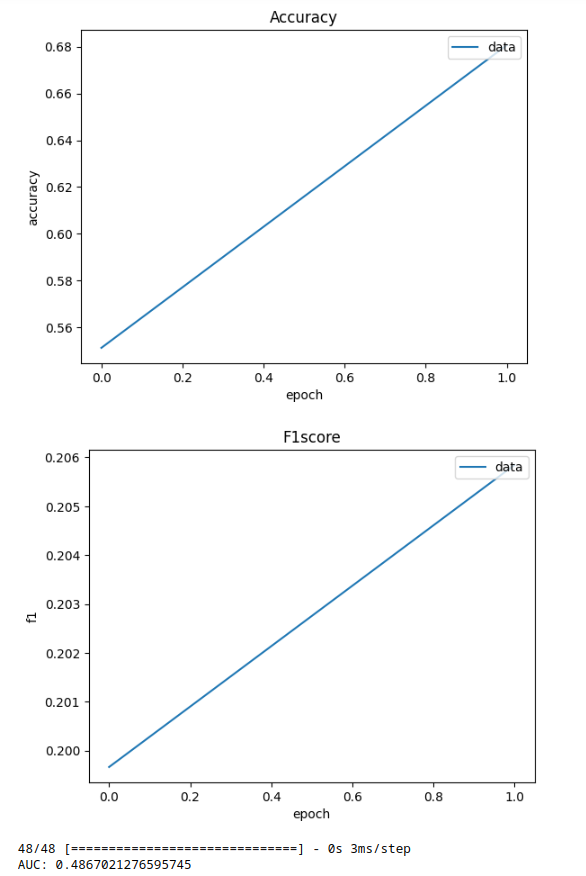 Accuracy
data
0.68
0.66
0.64
0.62
0.60
0.58
0.56
accuracy
0.0 0.2 0.4 0.6 0.8 1.0
epoch
F1score
data
0.206
0.205
0.204
0.203
0.202
0.201
0.200
f1
0.0 0.2 0.4 0.6 0.8 1.0
epoch
48/48 [==============================] - 0s 3ms/step
AUC: 0.4867021276595745